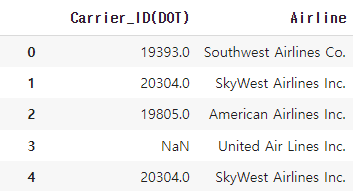 Carrier_ID(DOT) Airline
0 19393.0 Southwest Airlines Co.
1 20304.0 SkyWest Airlines Inc.
2 19805.0 American Airlines Inc.
3 NaN United Air Lines Inc.
4 20304.0 SkyWest Airlines Inc.